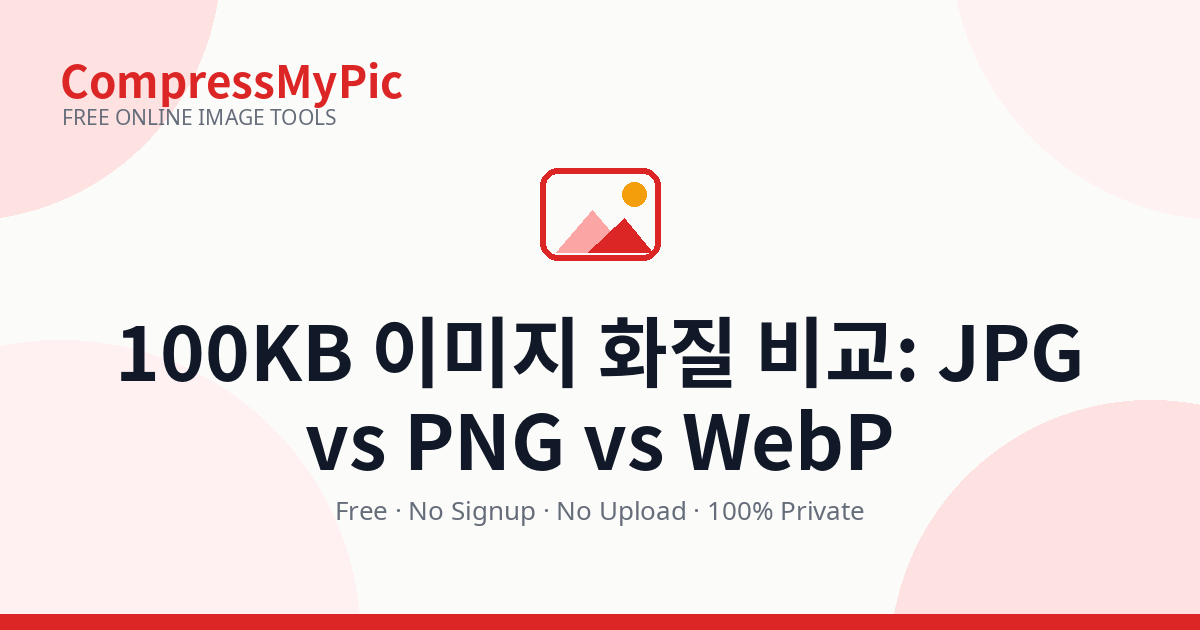 CompressMyPic
FREE ONLINE IMAGE TOOLS
100KB 이미지 화질 비교: JPG
vs PNG vs WebP
Free · No Signup · No Upload · 100% Private